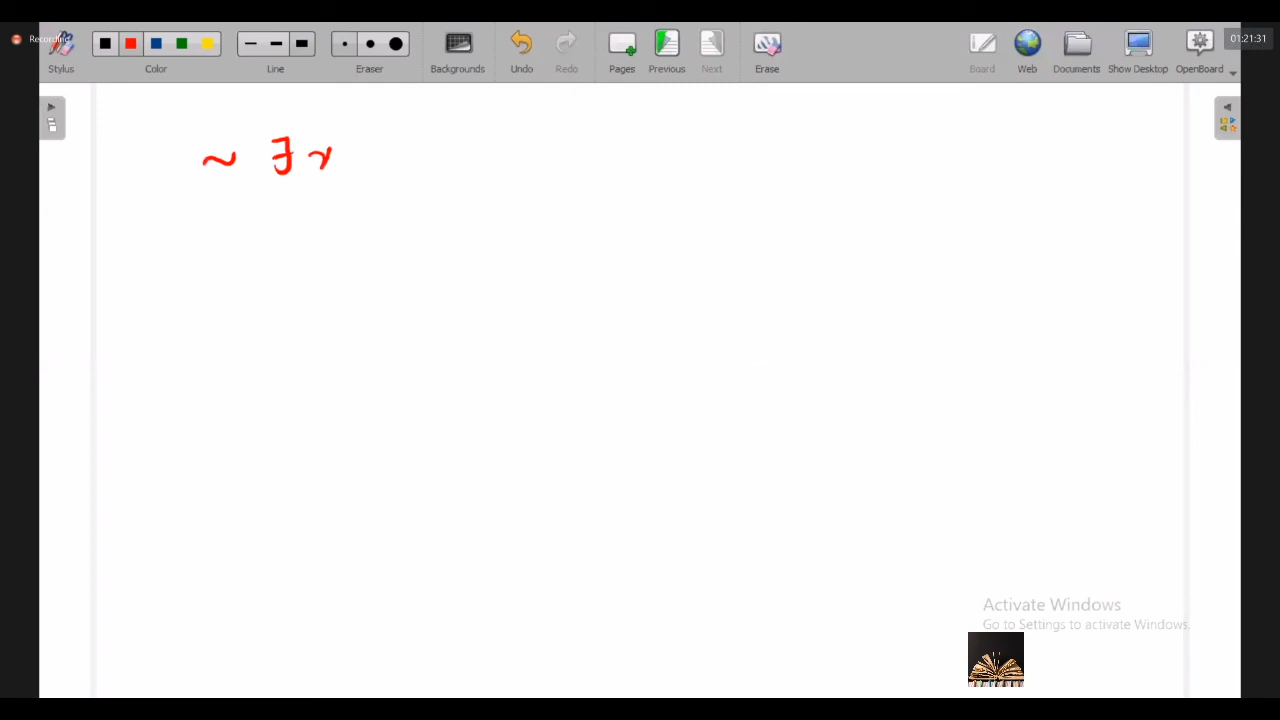 Recording
01:21:31
Stylus
Color
Line
Eraser
Backgrounds
Undo
Redo
Pages
Previous
Next
Erase
Board
Web
Documents
Show Desktop
OpenBoard
~ ∃ x
Activate Windows
Go to Settings to activate Windows.